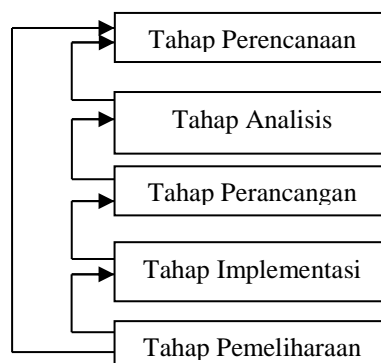 Tahap Perencanaan
Tahap Analisis
Tahap Perancangan
Tahap Implementasi
Tahap Pemeliharaan